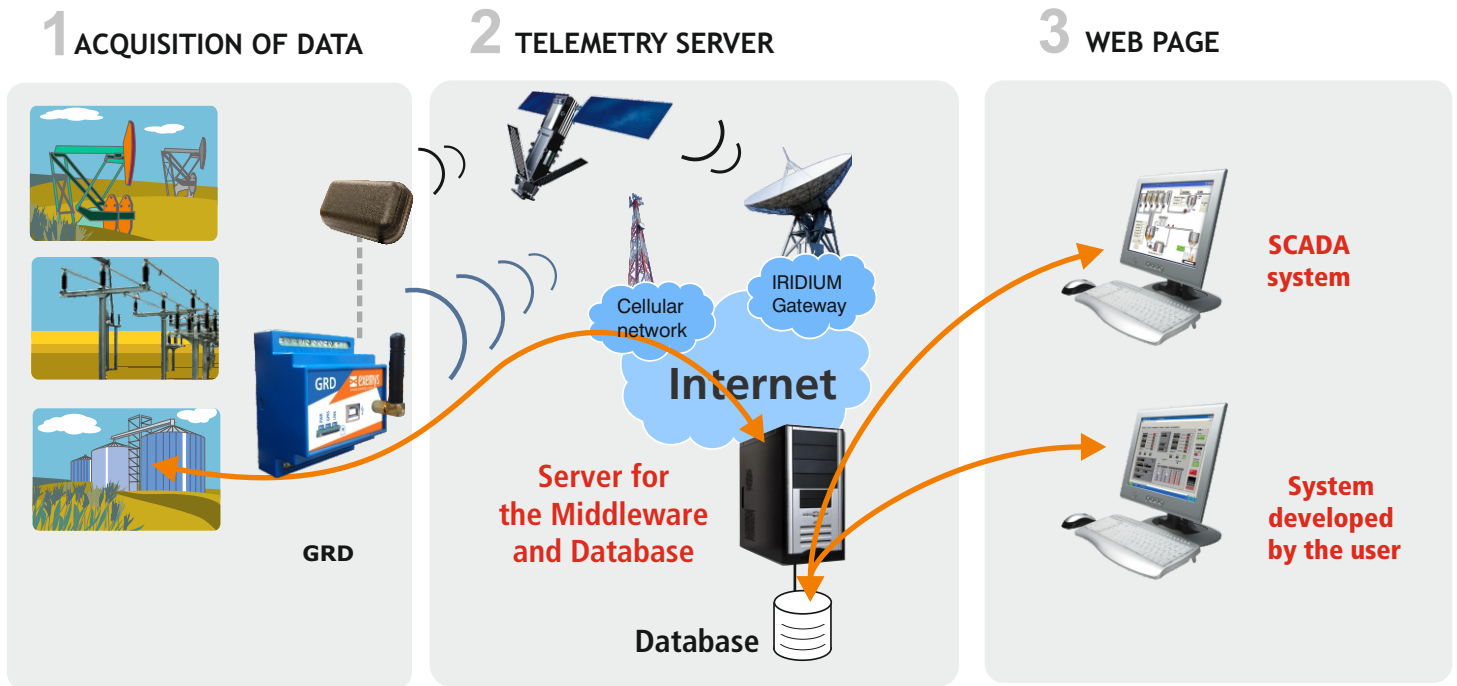 1 ACQUISITION OF DATA
2 TELEMETRY SERVER
3 WEB PAGE
GRD exemys
GRD
Cellular
network
IRIDIUM
Gateway
Internet
Server for
the Middleware
and Database
Database
SCADA
system
System
developed
by the user